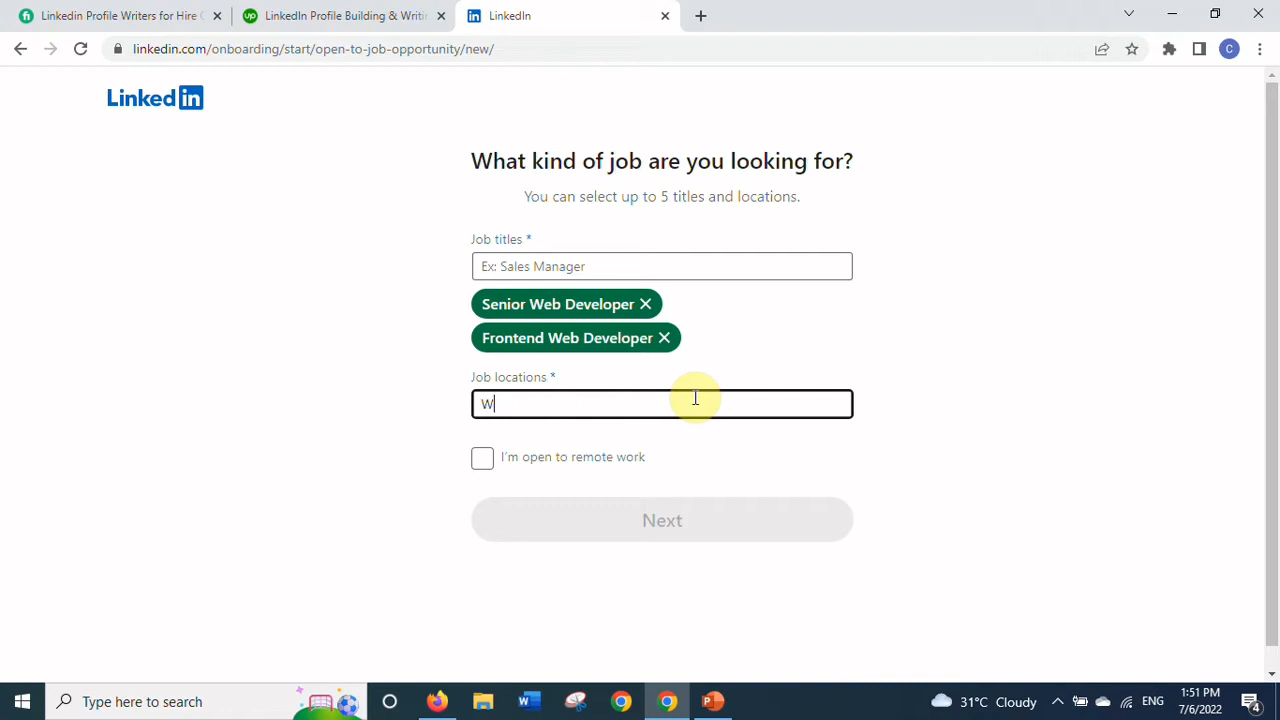 Linkedin Profile Writers for Hire
LinkedIn Profile Building & Writi
LinkedIn
linkedin.com/onboarding/start/open-to-job-opportunity/new/
C
Linked in
What kind of job are you looking for?
You can select up to 5 titles and locations.
Job titles *
Ex: Sales Manager
Senior Web Developer
Frontend Web Developer
Job locations *
W
I'm open to remote work
Next
Type here to search
31°C Cloudy
ENG
1:51 PM
7/6/2022
4